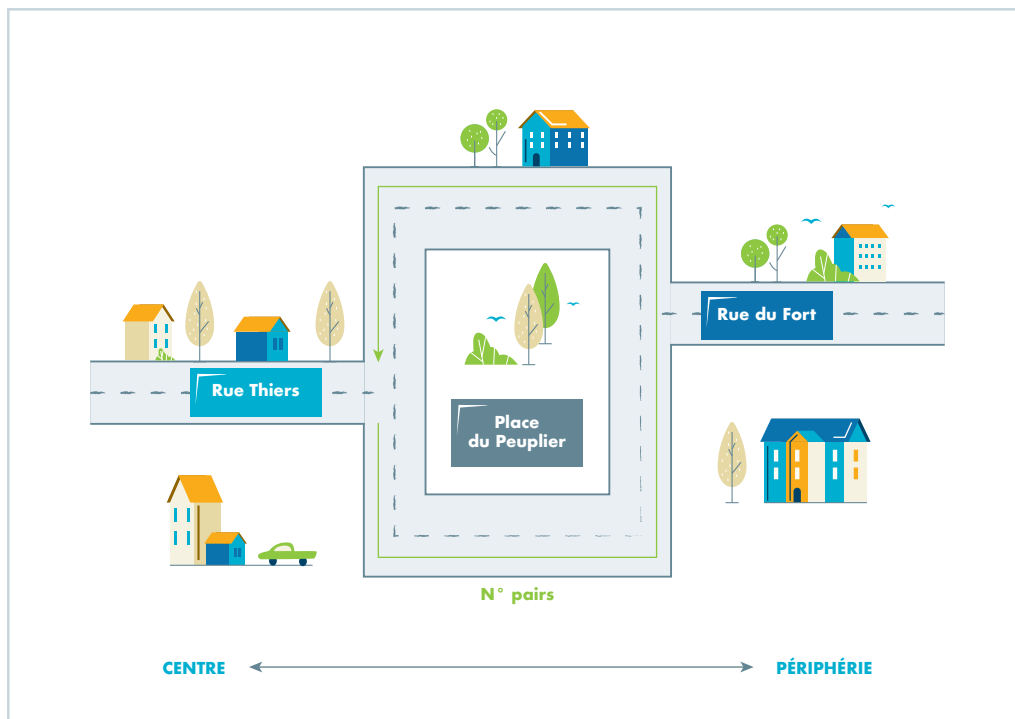 Rue du Fort
Rue Thiers
Place
du Peuplier
N° pairs
CENTRE
PÉRIPHÉRIE